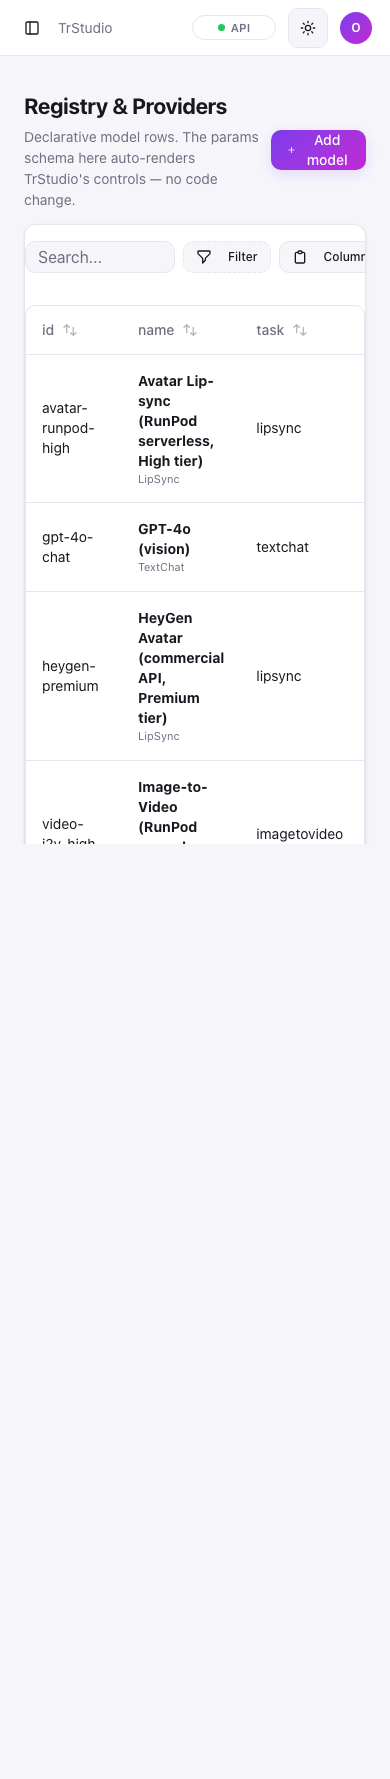 TrStudio
API
O
Registry & Providers
Declarative model rows. The params
schema here auto-renders
TrStudio's controls — no code
change.
+ Add
model
Search...
Filter
Column
id
name
task
avatar-
runpod-
high
Avatar Lip-
sync
(RunPod
serverless,
High tier)
LipSync
lipsync
gpt-4o-
chat
GPT-4o
(vision)
TextChat
textchat
heygen-
premium
HeyGen
Avatar
(commercial
API,
Premium
tier)
LipSync
lipsync
video-
i2v-high
Image-to-
Video
(RunPod
imagetovideo